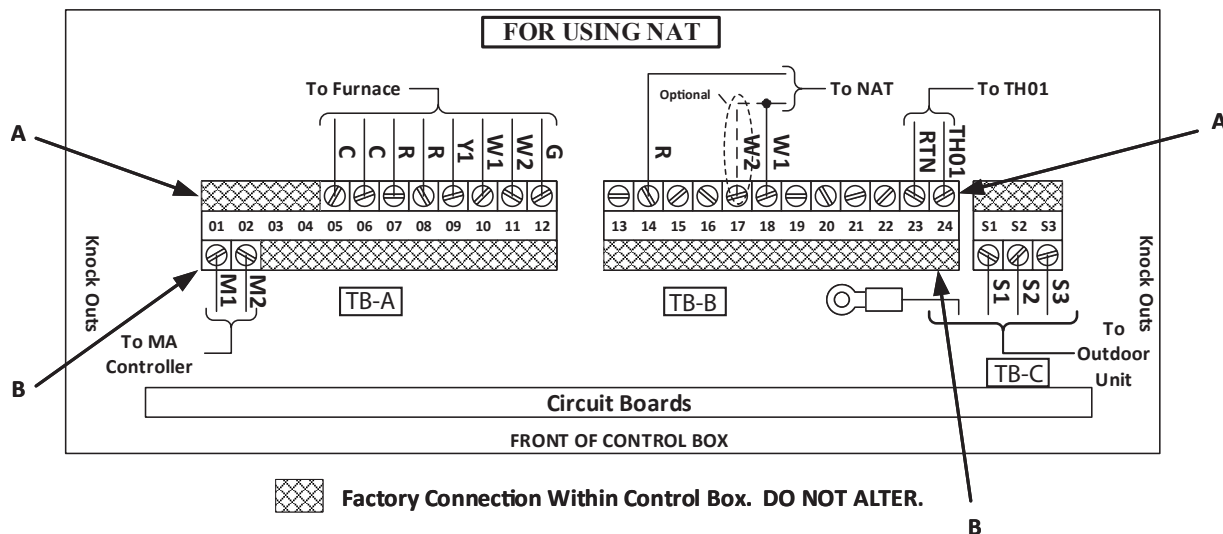 FOR USING NAT
To Furnace
Optional
To NAT
To TH01
A
A
C
C
R
R
Y1
W1
W2
G
R
W2
W1
RTN
TH01
01 02 03 04 05 06 07 08 09 10 11 12
13 14 15 16 17 18 19 20 21 22 23 24
S1 S2 S3
Knock Outs
Knock Outs
M1
M2
TB-A
TB-B
S1
S2
S3
To MA
Controller
To
Outdoor
Unit
TB-C
B
Circuit Boards
FRONT OF CONTROL BOX
Factory Connection Within Control Box. DO NOT ALTER.
B